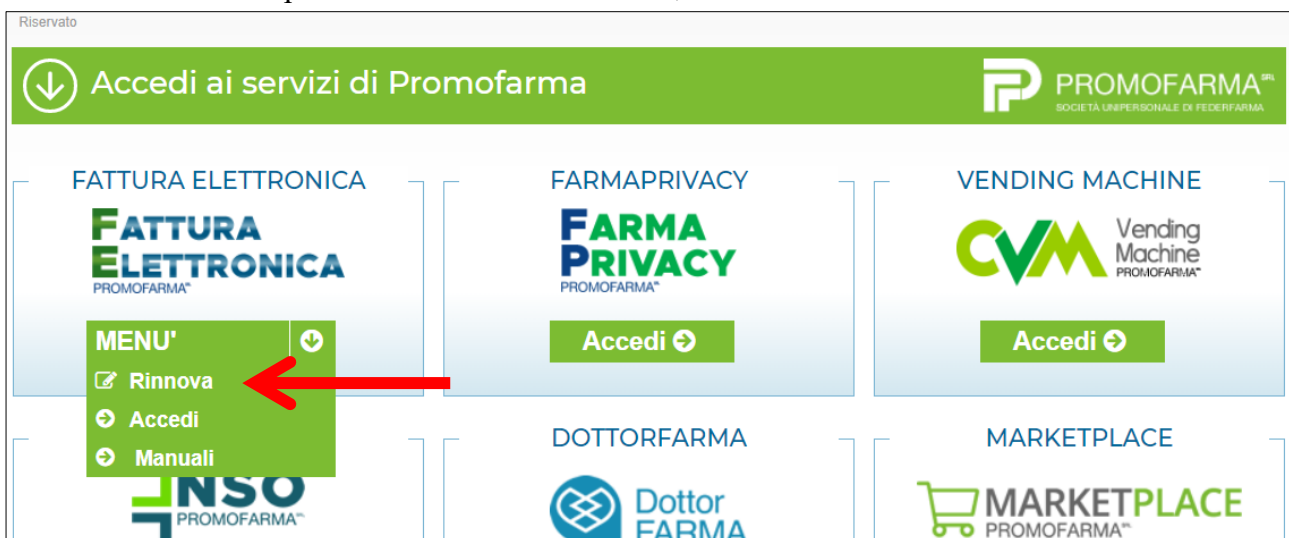 Riservato
Accedi ai servizi di Promofarma
PROMOFARMA SRL
SOCIETÀ UNIPERSONALE DI FEDERFARMA
FATTURA ELETTRONICA
FATTURA
ELETTRONICA
PROMOFARMA
MENU'
Rinnova
Accedi
Manuali
FARMAPRIVACY
FARMA
PRIVACY
PROMOFARMA
Accedi
VENDING MACHINE
CVM
Vending
Machine
PROMOFARMA
Accedi
NSO
PROMOFARMA
DOTTORFARMA
Dottor
FARMA
MARKETPLACE
MARKETPLACE
PROMOFARMA